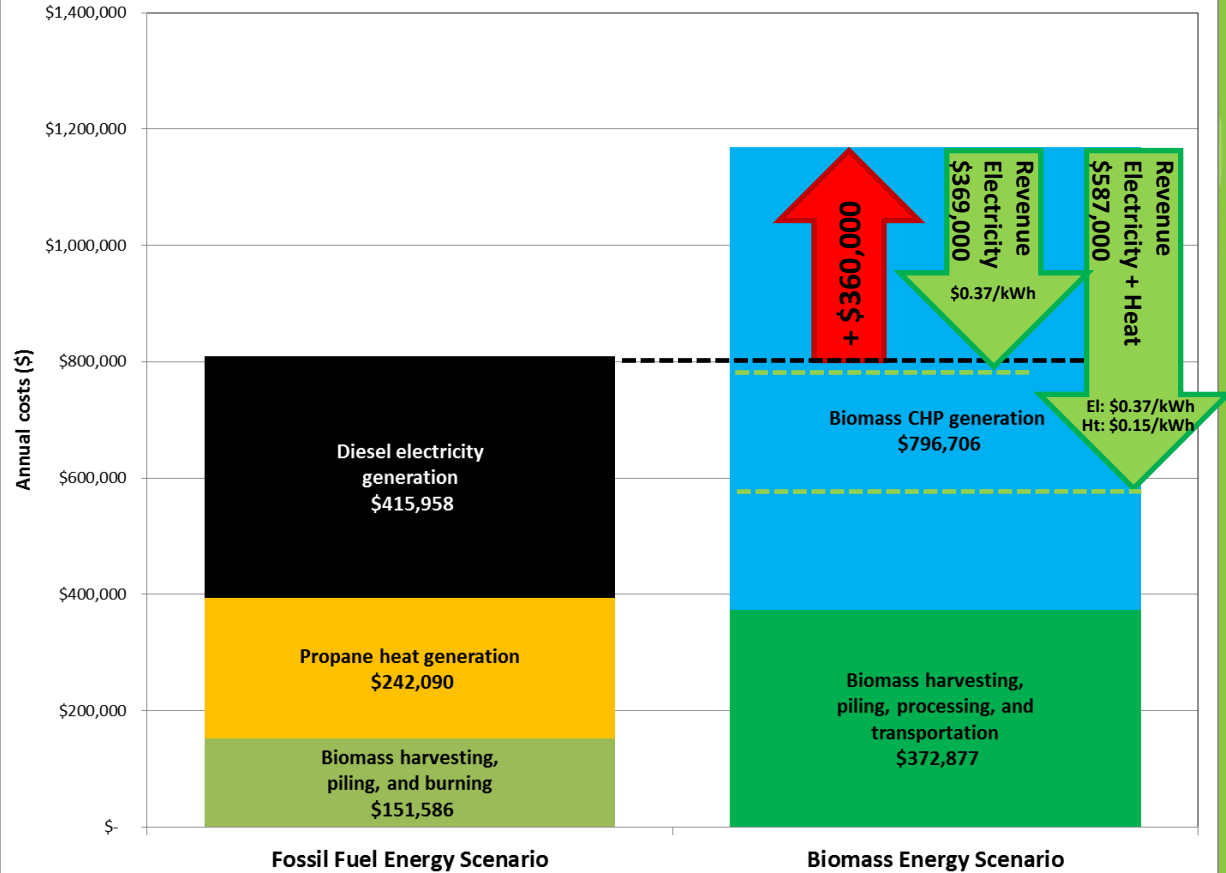 $1,400,000
$1,200,000
$1,000,000
$800,000
$600,000
$400,000
$200,000
$-
Annual costs ($)
Diesel electricity
generation
$415,958
Propane heat generation
$242,090
Biomass harvesting,
piling, and burning
$151,586
+ $360,000
Revenue
Electricity
$369,000
$0.37/kWh
Revenue
Electricity + Heat
$587,000
El: $0.37/kWh
Ht: $0.15/kWh
Biomass CHP generation
$796,706
Biomass harvesting,
piling, processing, and
transportation
$372,877
Fossil Fuel Energy Scenario
Biomass Energy Scenario